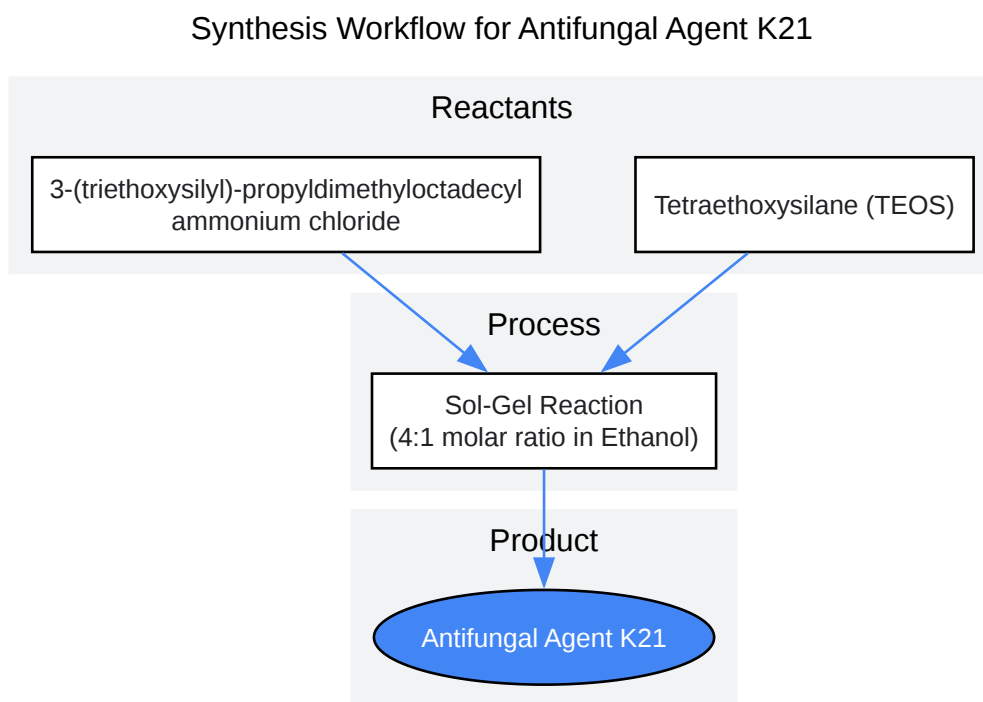 Synthesis Workflow for Antifungal Agent K21
Reactants
3-(triethoxysilyl)-propyldimethyloctadecyl
ammonium chloride
Tetraethoxysilane (TEOS)
Process
Sol-Gel Reaction
(4:1 molar ratio in Ethanol)
Product
Antifungal Agent K21